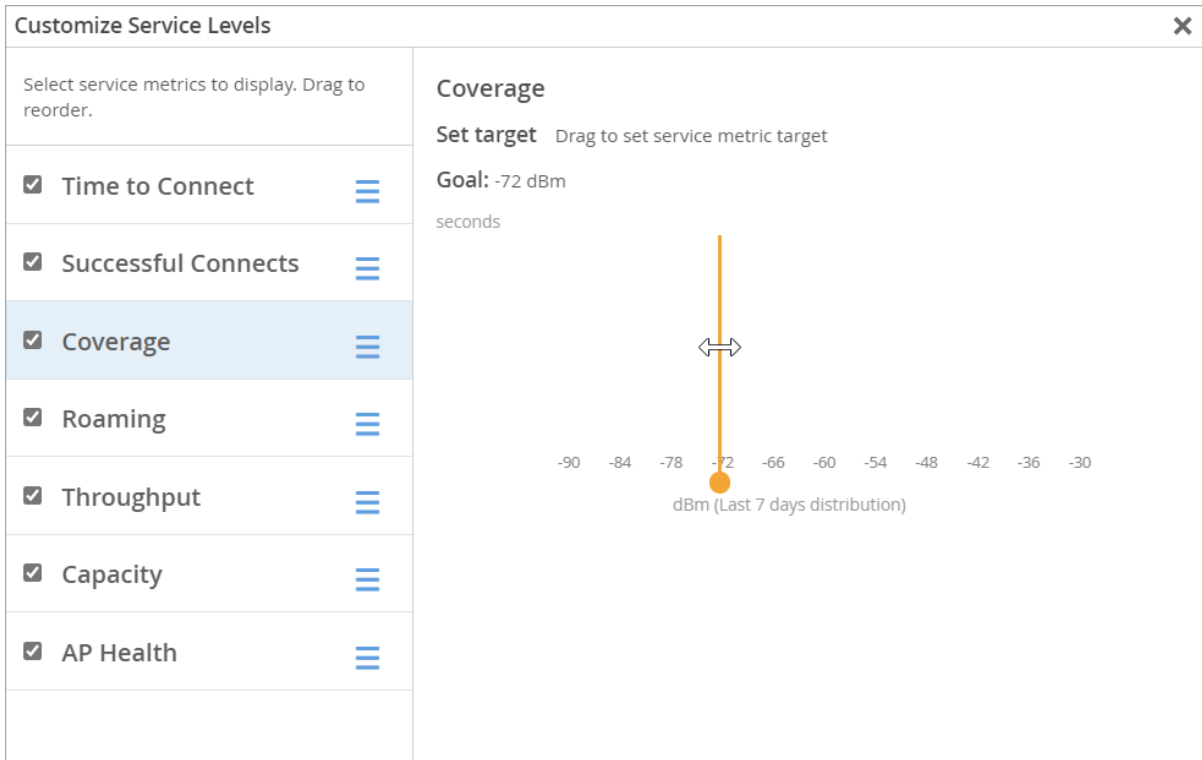 Customize Service Levels
Select service metrics to display. Drag to
reorder.
Time to Connect
Successful Connects
Coverage
Roaming
Throughput
Capacity
AP Health
Coverage
Set target Drag to set service metric target
Goal: -72 dBm
seconds
-90 -84 -78 -72 -66 -60 -54 -48 -42 -36 -30
dBm (Last 7 days distribution)